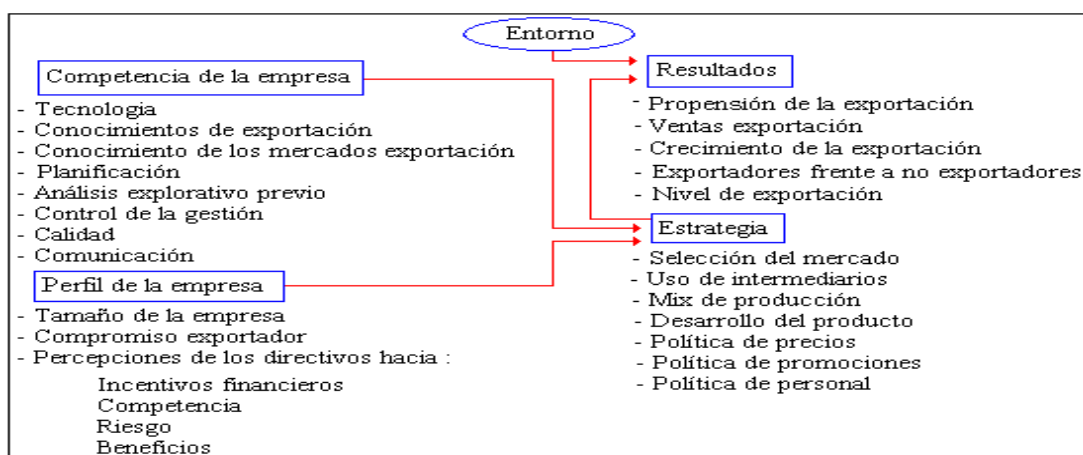 Entorno
Competencia de la empresa
- Tecnologia
- Conocimientos de exportación
- Conocimiento de los mercados exportación
- Planificación
- Análisis explorativo previo
- Control de la gestión
- Calidad
- Comunicación
Perfil de la empresa
- Tamaño de la empresa
- Compromiso exportador
- Percepciones de los directivos hacia :
Incentivos financieros
Competencia
Riesgo
Beneficios
Resultados
- Propensión de la exportación
- Ventas exportación
- Crecimiento de la exportación
- Exportadores frente a no exportadores
- Nivel de exportación
Estrategia
- Selección del mercado
- Uso de intermediarios
- Mix de producción
- Desarrollo del producto
- Política de precios
- Política de promociones
- Política de personal